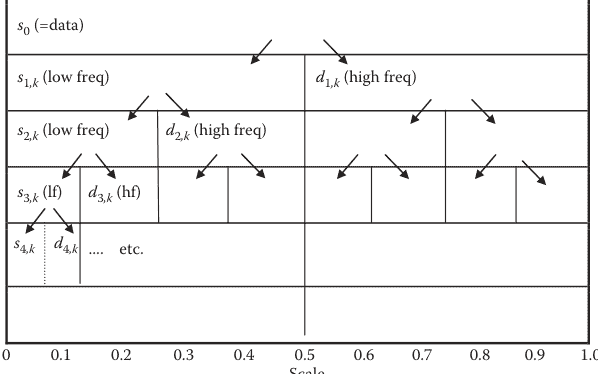 s0 (=data)
s1,k (low freq) d1,k (high freq)
s2,k (low freq) d2,k (high freq)
s3,k (lf) d3,k (hf)
s4,k d4,k .... etc.
0 0.1 0.2 0.3 0.4 0.5 0.6 0.7 0.8 0.9 1.0
Scale